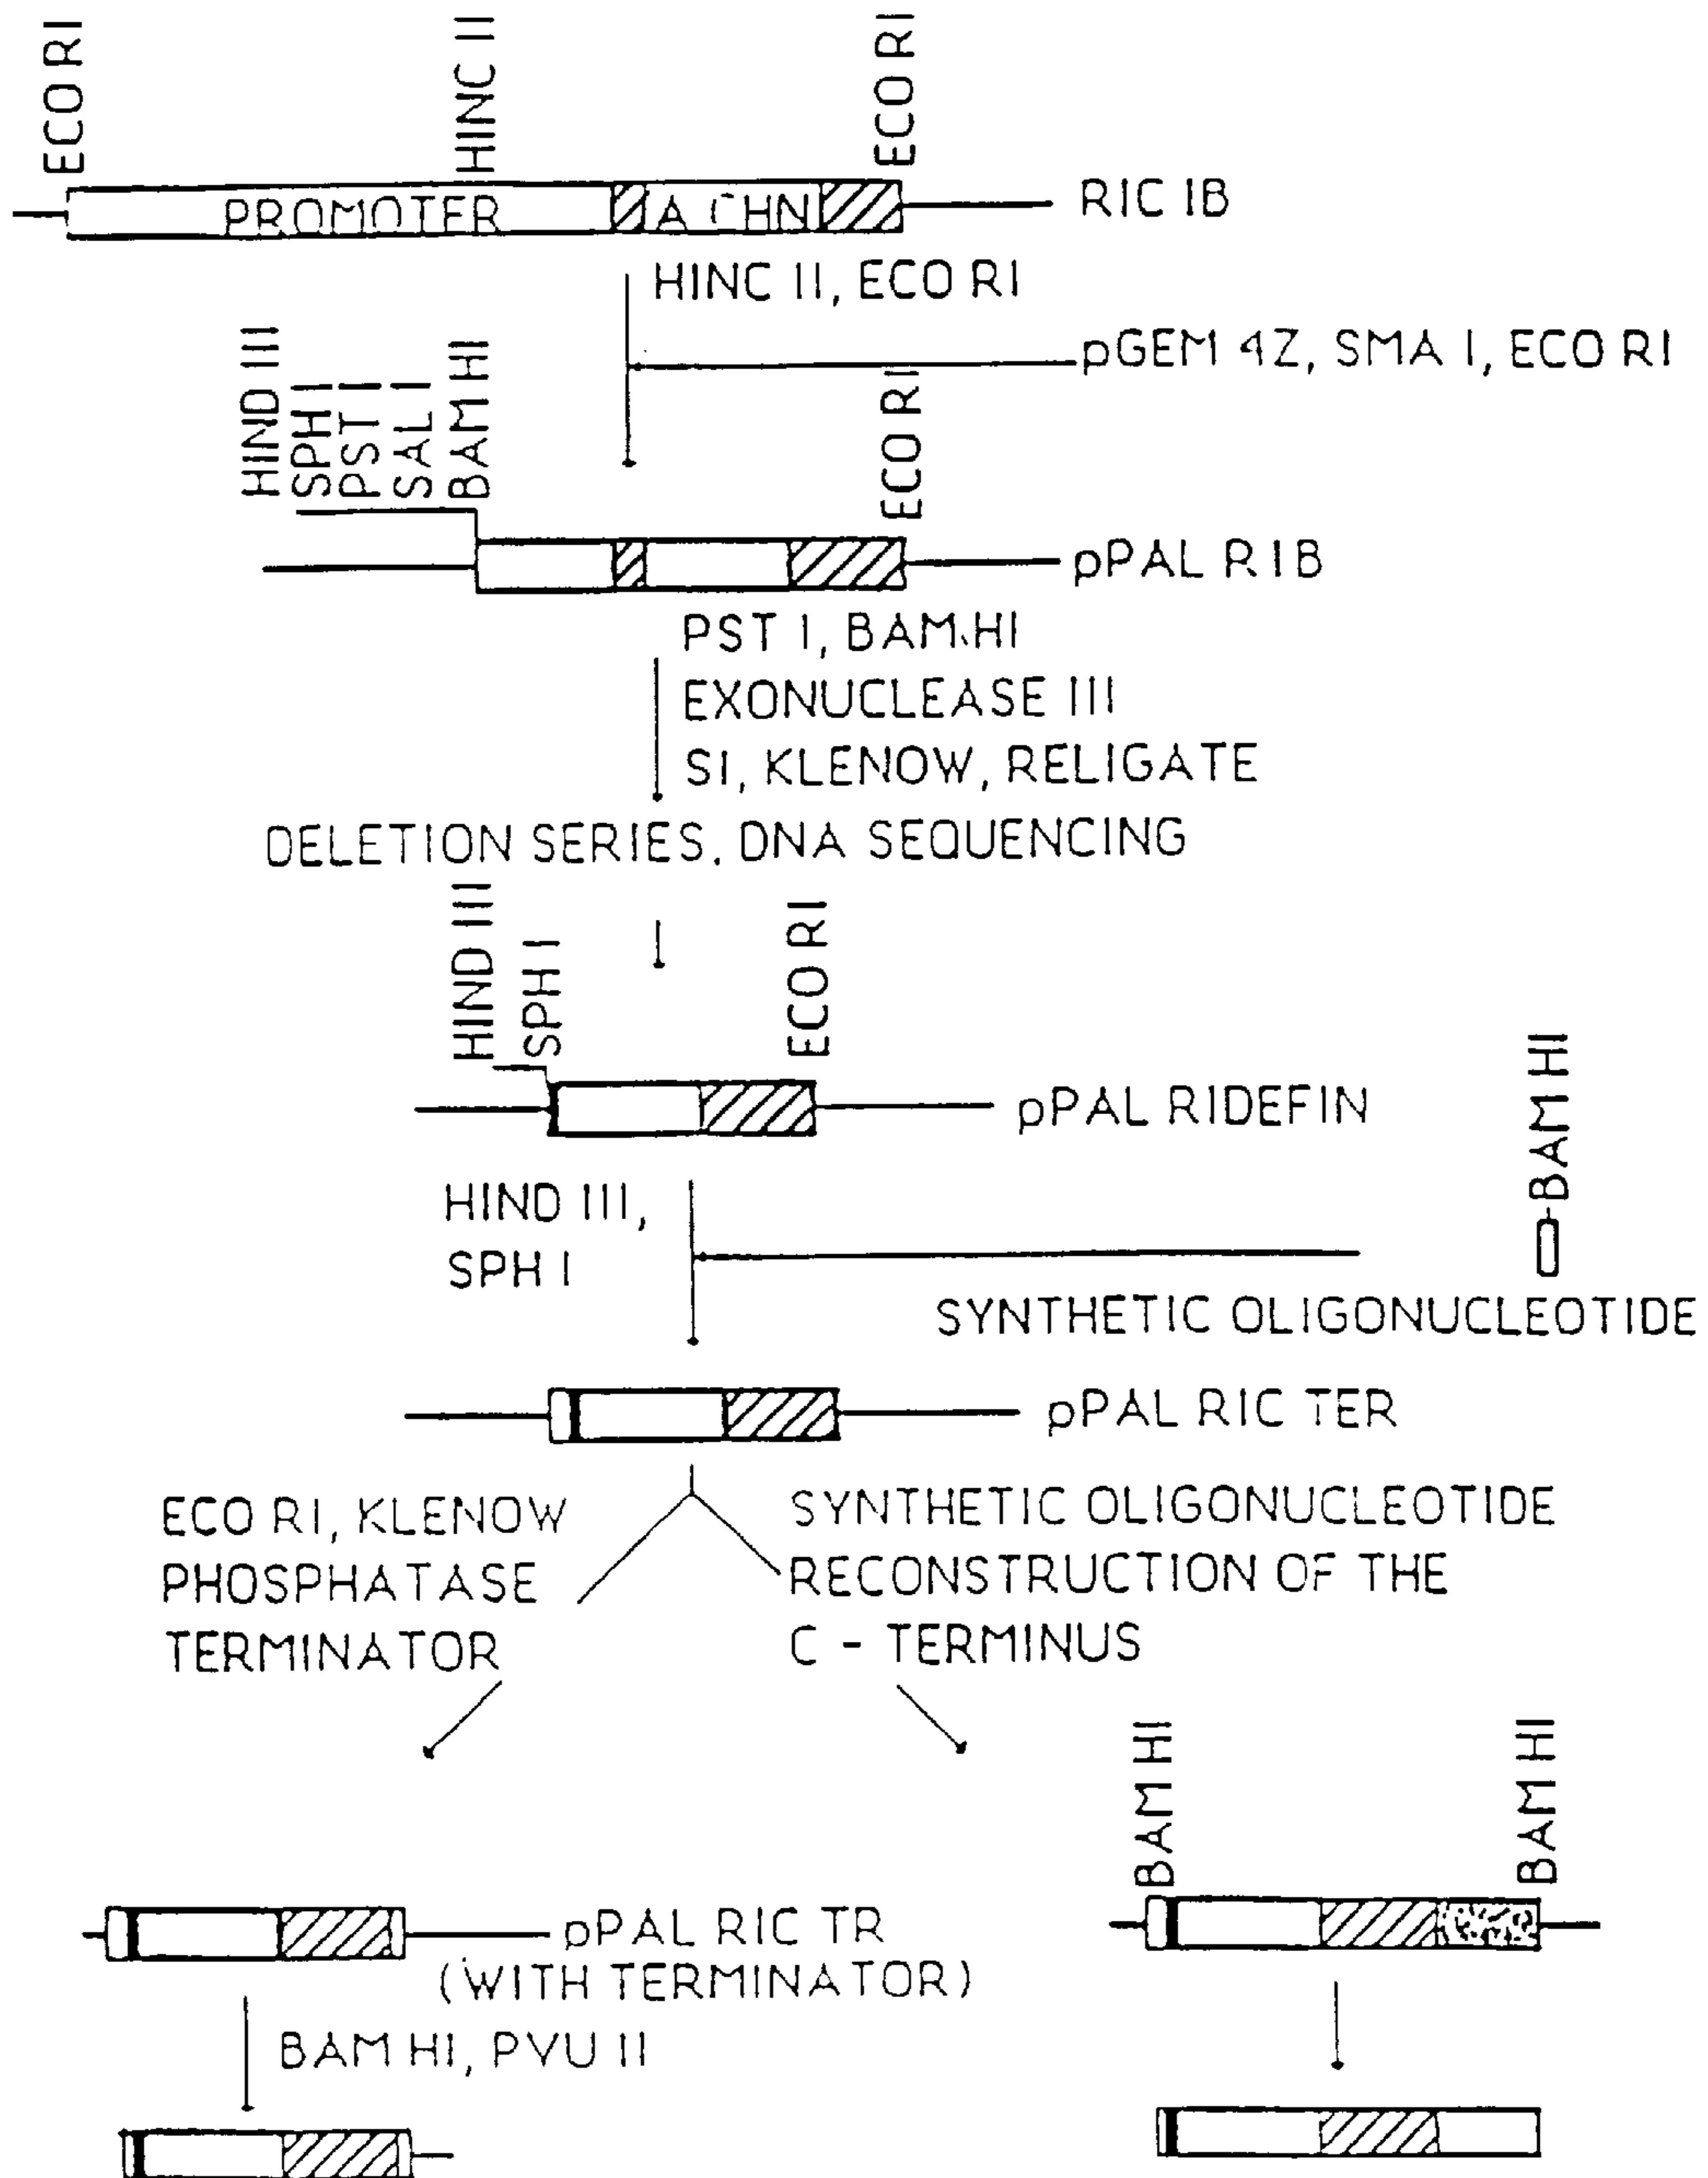 ECO RI
HINC II
ECO RI
PROMOTER
A CHN
RIC IB
HINC II, ECO RI
pGEM 4Z, SMA I, ECO RI
HIND III
SPH I
PST I
SAL I
BAM HI
ECO RI
pPAL R IB
PST I, BAM HI
EXONUCLEASE III
SI, KLENOW, RELIGATE
DELETION SERIES, DNA SEQUENCING
HIND III
SPH I
ECO RI
pPAL RIDEFIN
BAM HI
HIND III,
SPH I
SYNTHETIC OLIGONUCLEOTIDE
pPAL RIC TER
ECO RI, KLENOW
PHOSPHATASE
TERMINATOR
SYNTHETIC OLIGONUCLEOTIDE
RECONSTRUCTION OF THE
C - TERMINUS
BAM HI
BAM HI
pPAL RIC TR
(WITH TERMINATOR)
BAM HI, PVU II